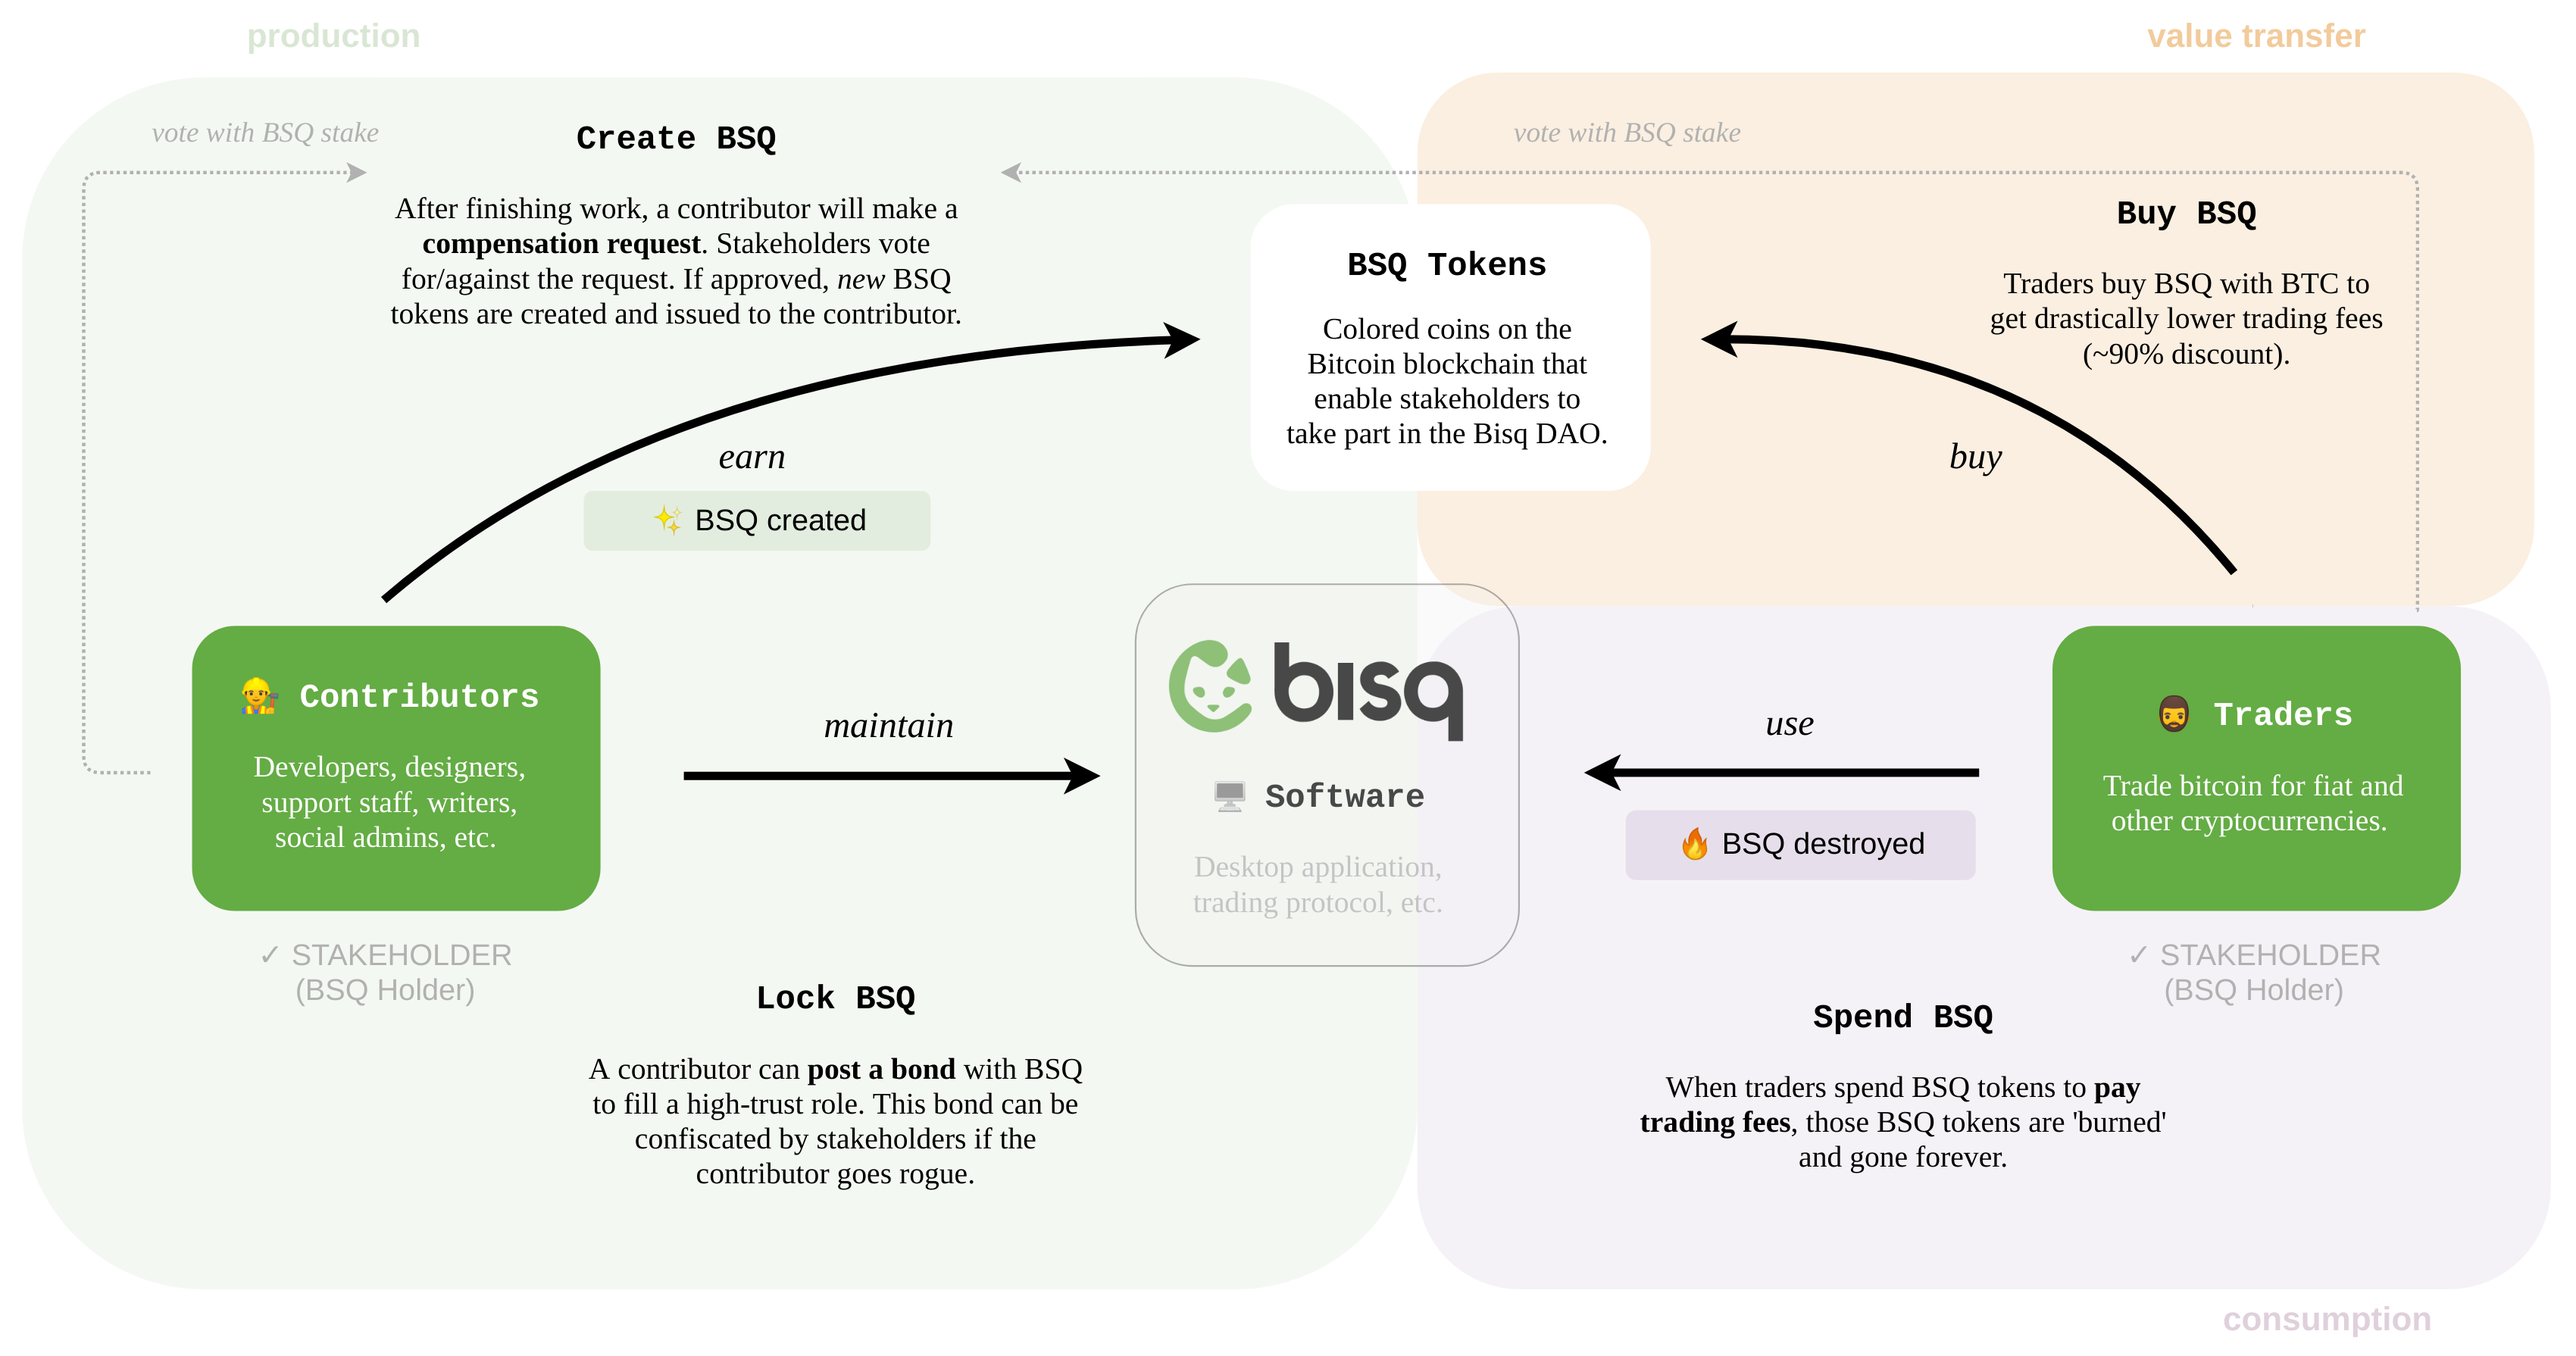 production
value transfer
vote with BSQ stake
Create BSQ
After finishing work, a contributor will make a
compensation request. Stakeholders vote
for/against the request. If approved, new BSQ
tokens are created and issued to the contributor.
vote with BSQ stake
BSQ Tokens
Colored coins on the
Bitcoin blockchain that
enable stakeholders to
take part in the Bisq DAO.
Buy BSQ
Traders buy BSQ with BTC to
get drastically lower trading fees
(~90% discount).
earn
BSQ created
buy
Contributors
Developers, designers,
support staff, writers,
social admins, etc.
✓ STAKEHOLDER
(BSQ Holder)
maintain
bisq
Software
Desktop application,
trading protocol, etc.
use
BSQ destroyed
Traders
Trade bitcoin for fiat and
other cryptocurrencies.
✓ STAKEHOLDER
(BSQ Holder)
Lock BSQ
A contributor can post a bond with BSQ
to fill a high-trust role. This bond can be
confiscated by stakeholders if the
contributor goes rogue.
Spend BSQ
When traders spend BSQ tokens to pay
trading fees, those BSQ tokens are 'burned'
and gone forever.
consumption